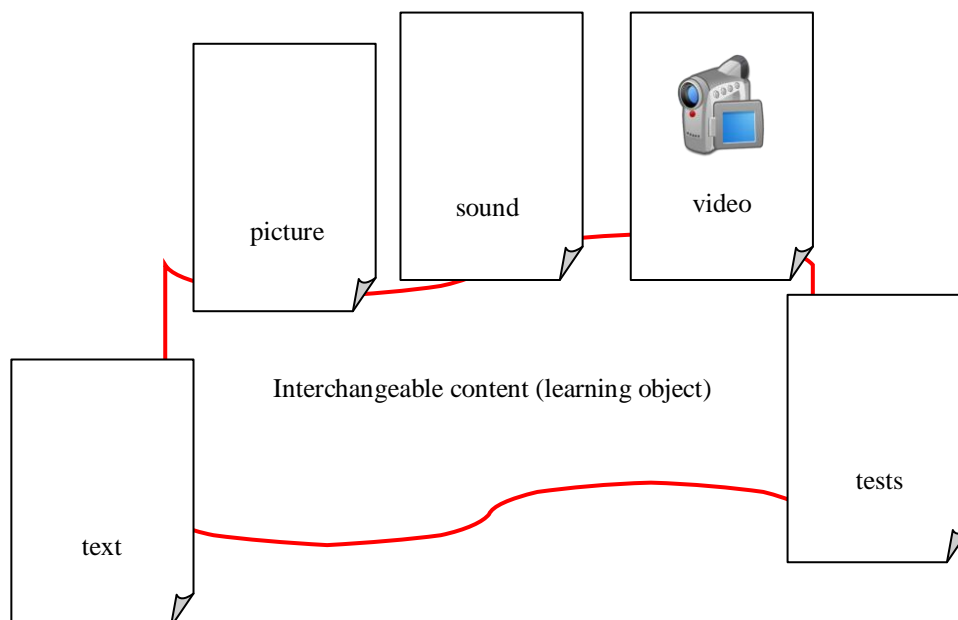 sound
video
picture
Interchangeable content (learning object)
tests
text